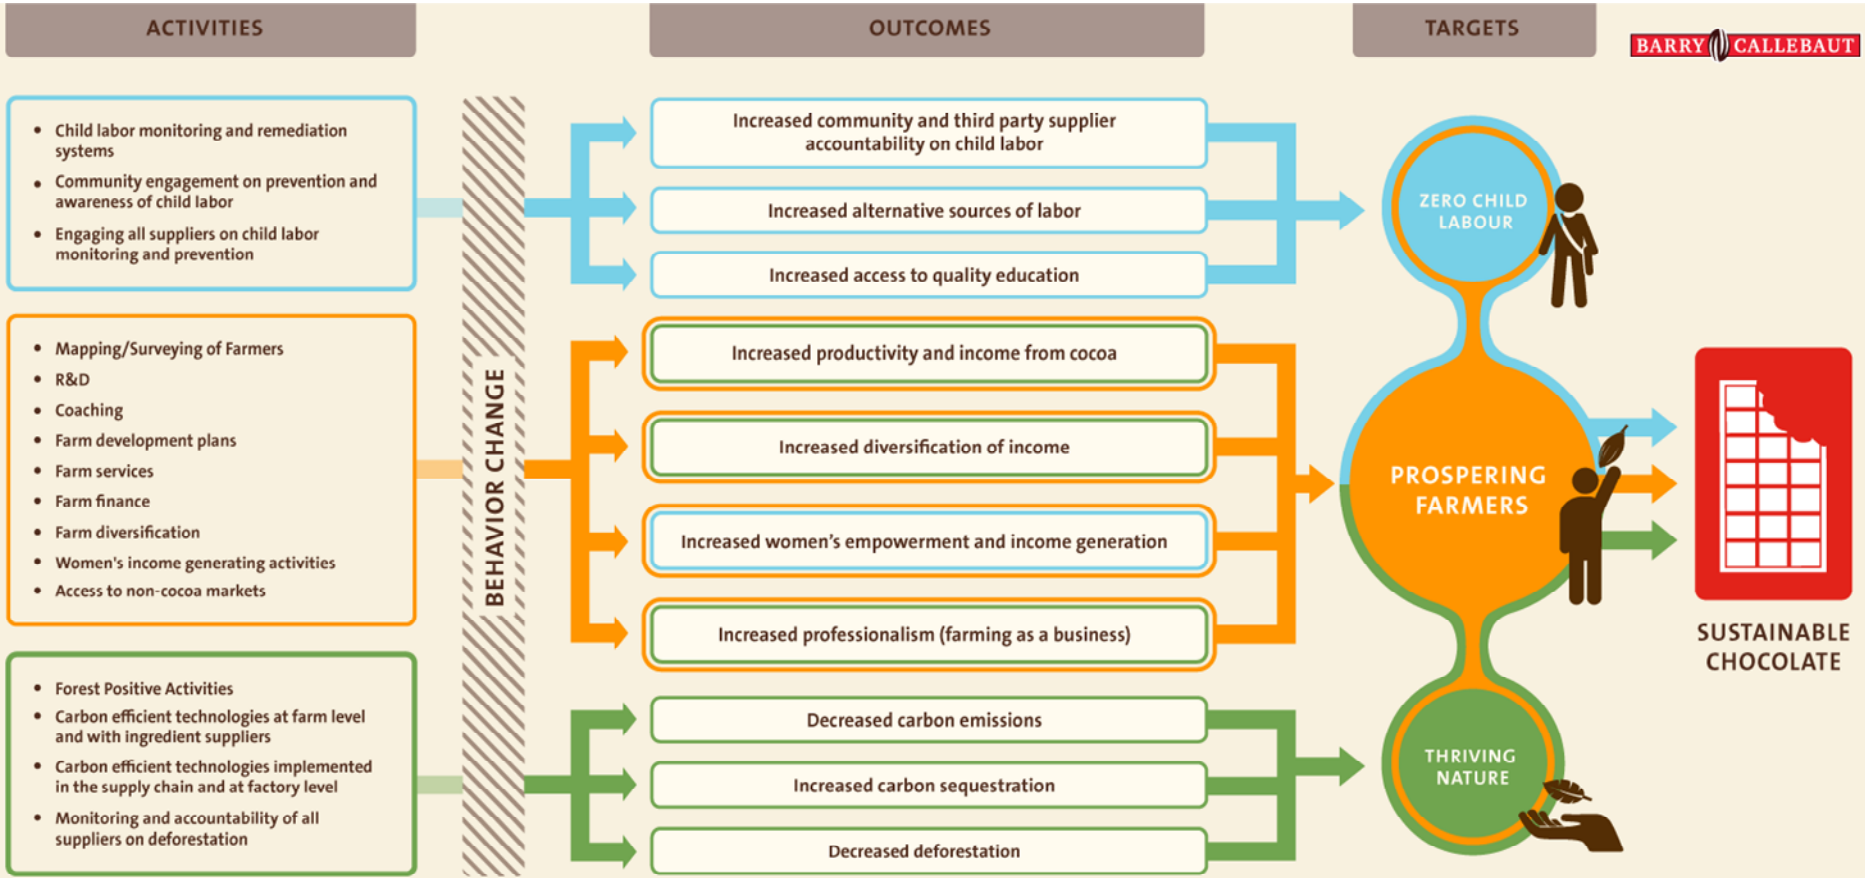 ACTIVITIES
OUTCOMES
TARGETS
BARRY CALLEBAUT
• Child labor monitoring and remediation
systems
• Community engagement on prevention and
awareness of child labor
• Engaging all suppliers on child labor
monitoring and prevention
• Mapping/Surveying of Farmers
• R&D
• Coaching
• Farm development plans
• Farm services
• Farm finance
• Farm diversification
• Women's income generating activities
• Access to non-cocoa markets
• Forest Positive Activities
• Carbon efficient technologies at farm level
and with ingredient suppliers
• Carbon efficient technologies implemented
in the supply chain and at factory level
• Monitoring and accountability of all
suppliers on deforestation
BEHAVIOR CHANGE
Increased community and third party supplier
accountability on child labor
Increased alternative sources of labor
Increased access to quality education
Increased productivity and income from cocoa
Increased diversification of income
Increased women's empowerment and income generation
Increased professionalism (farming as a business)
Decreased carbon emissions
Increased carbon sequestration
Decreased deforestation
ZERO CHILD
LABOUR
PROSPERING
FARMERS
THRIVING
NATURE
SUSTAINABLE
CHOCOLATE